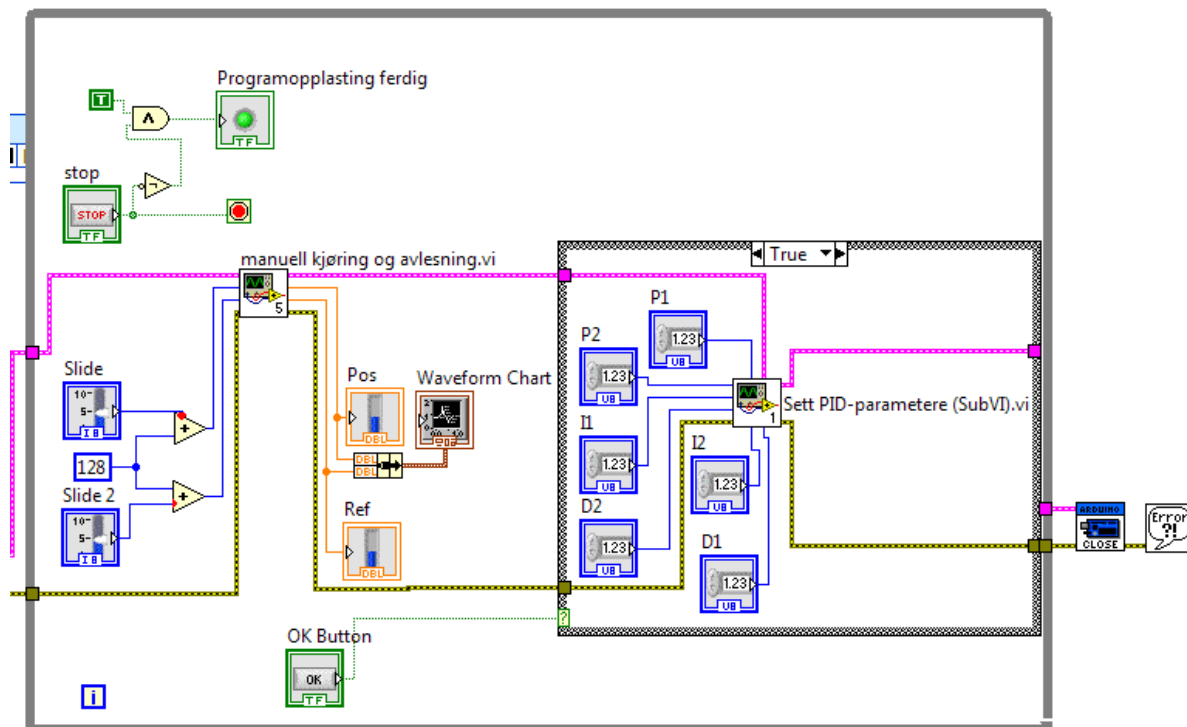 Programopplasting ferdig
T
∧
TF
stop
¬
STOP
TF
manuell kjøring og avlesning.vi
5
True
P1
1.23
U8
P2
1.23
U8
Slide
10-
5-
I8
Pos
DBL
Waveform Chart
Sett PID-parametere (SubVI).vi
1
+
128
DBL
DBL
I1
1.23
U8
I2
1.23
U8
Slide 2
10-
5-
I8
+
Ref
DBL
D2
1.23
U8
D1
1.23
U8
ARDUINO
CLOSE
Error
?!
?
OK Button
OK
TF
i